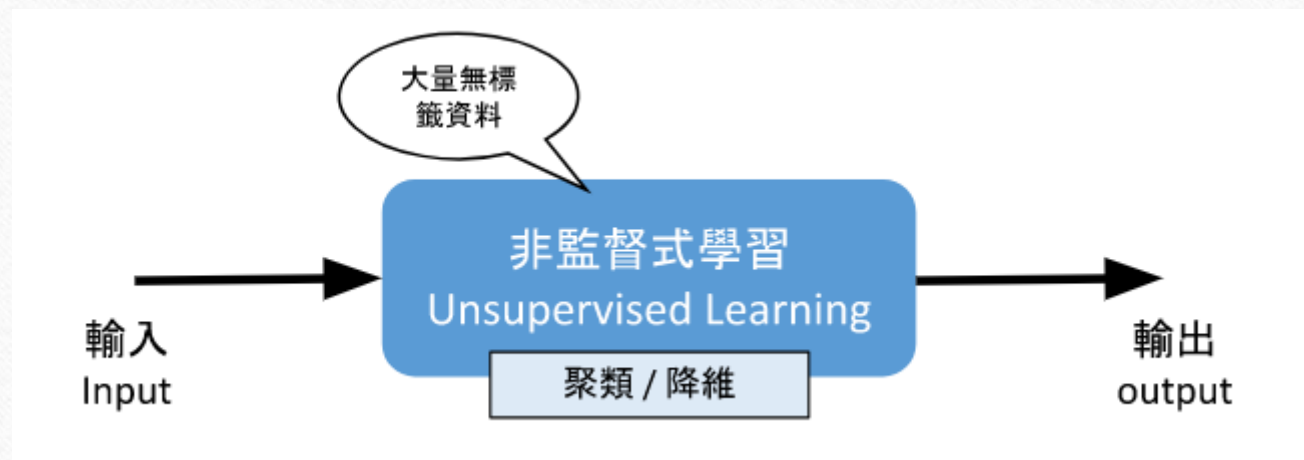 大量無標
籤資料
非監督式學習
Unsupervised Learning
聚類 / 降維
輸入
Input
輸出
output